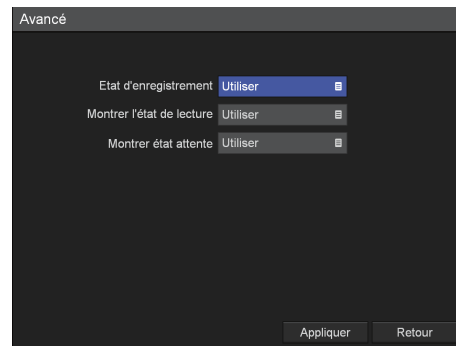 Avancé
Etat d'enregistrement Utiliser
Montrer l'état de lecture Utiliser
Montrer état attente Utiliser
Appliquer Retour